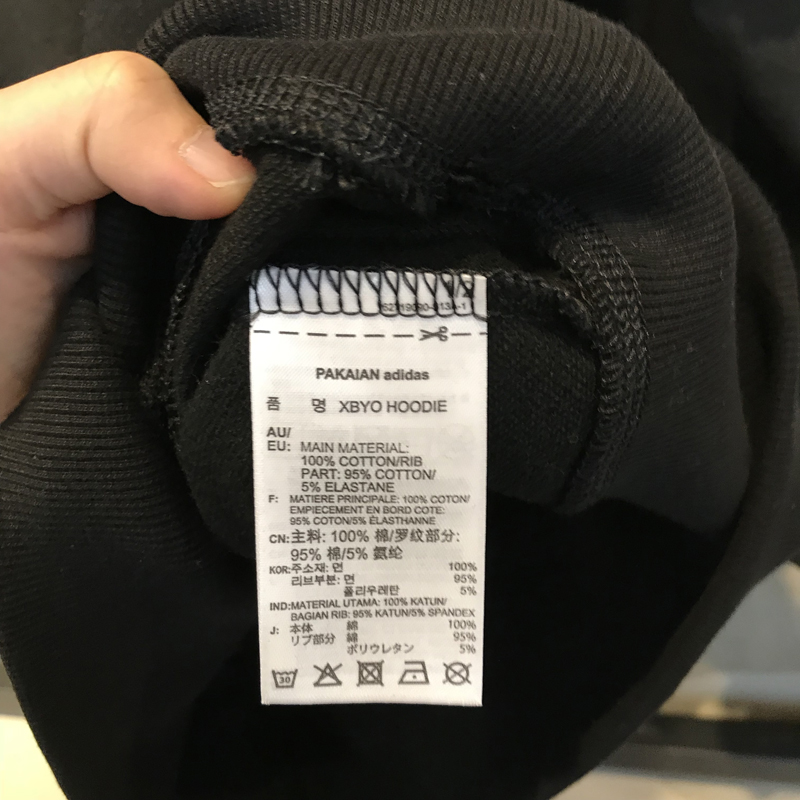 PAKAIAN adidas
품 명 XBYO HOODIE
AU/
EU: MAIN MATERIAL:
100% COTTON/RIB
PART: 95% COTTON/
5% ELASTANE
F: MATIERE PRINCIPALE: 100% COTON/
EMPIECEMENT EN BORD COTE:
95% COTON/5% ÉLASTHANNE
CN:主料: 100% 棉/罗纹部分:
95% 棉/5% 氨纶
KOR:주소재: 면 100%
리브부분: 면 95%
폴리우레탄 5%
IND:MATERIAL UTAMA: 100% KATUN/
BAGIAN RIB: 95% KATUN/5% SPANDEX
J: 本体 綿 100%
リブ部分 綿 95%
ポリウレタン 5%
30